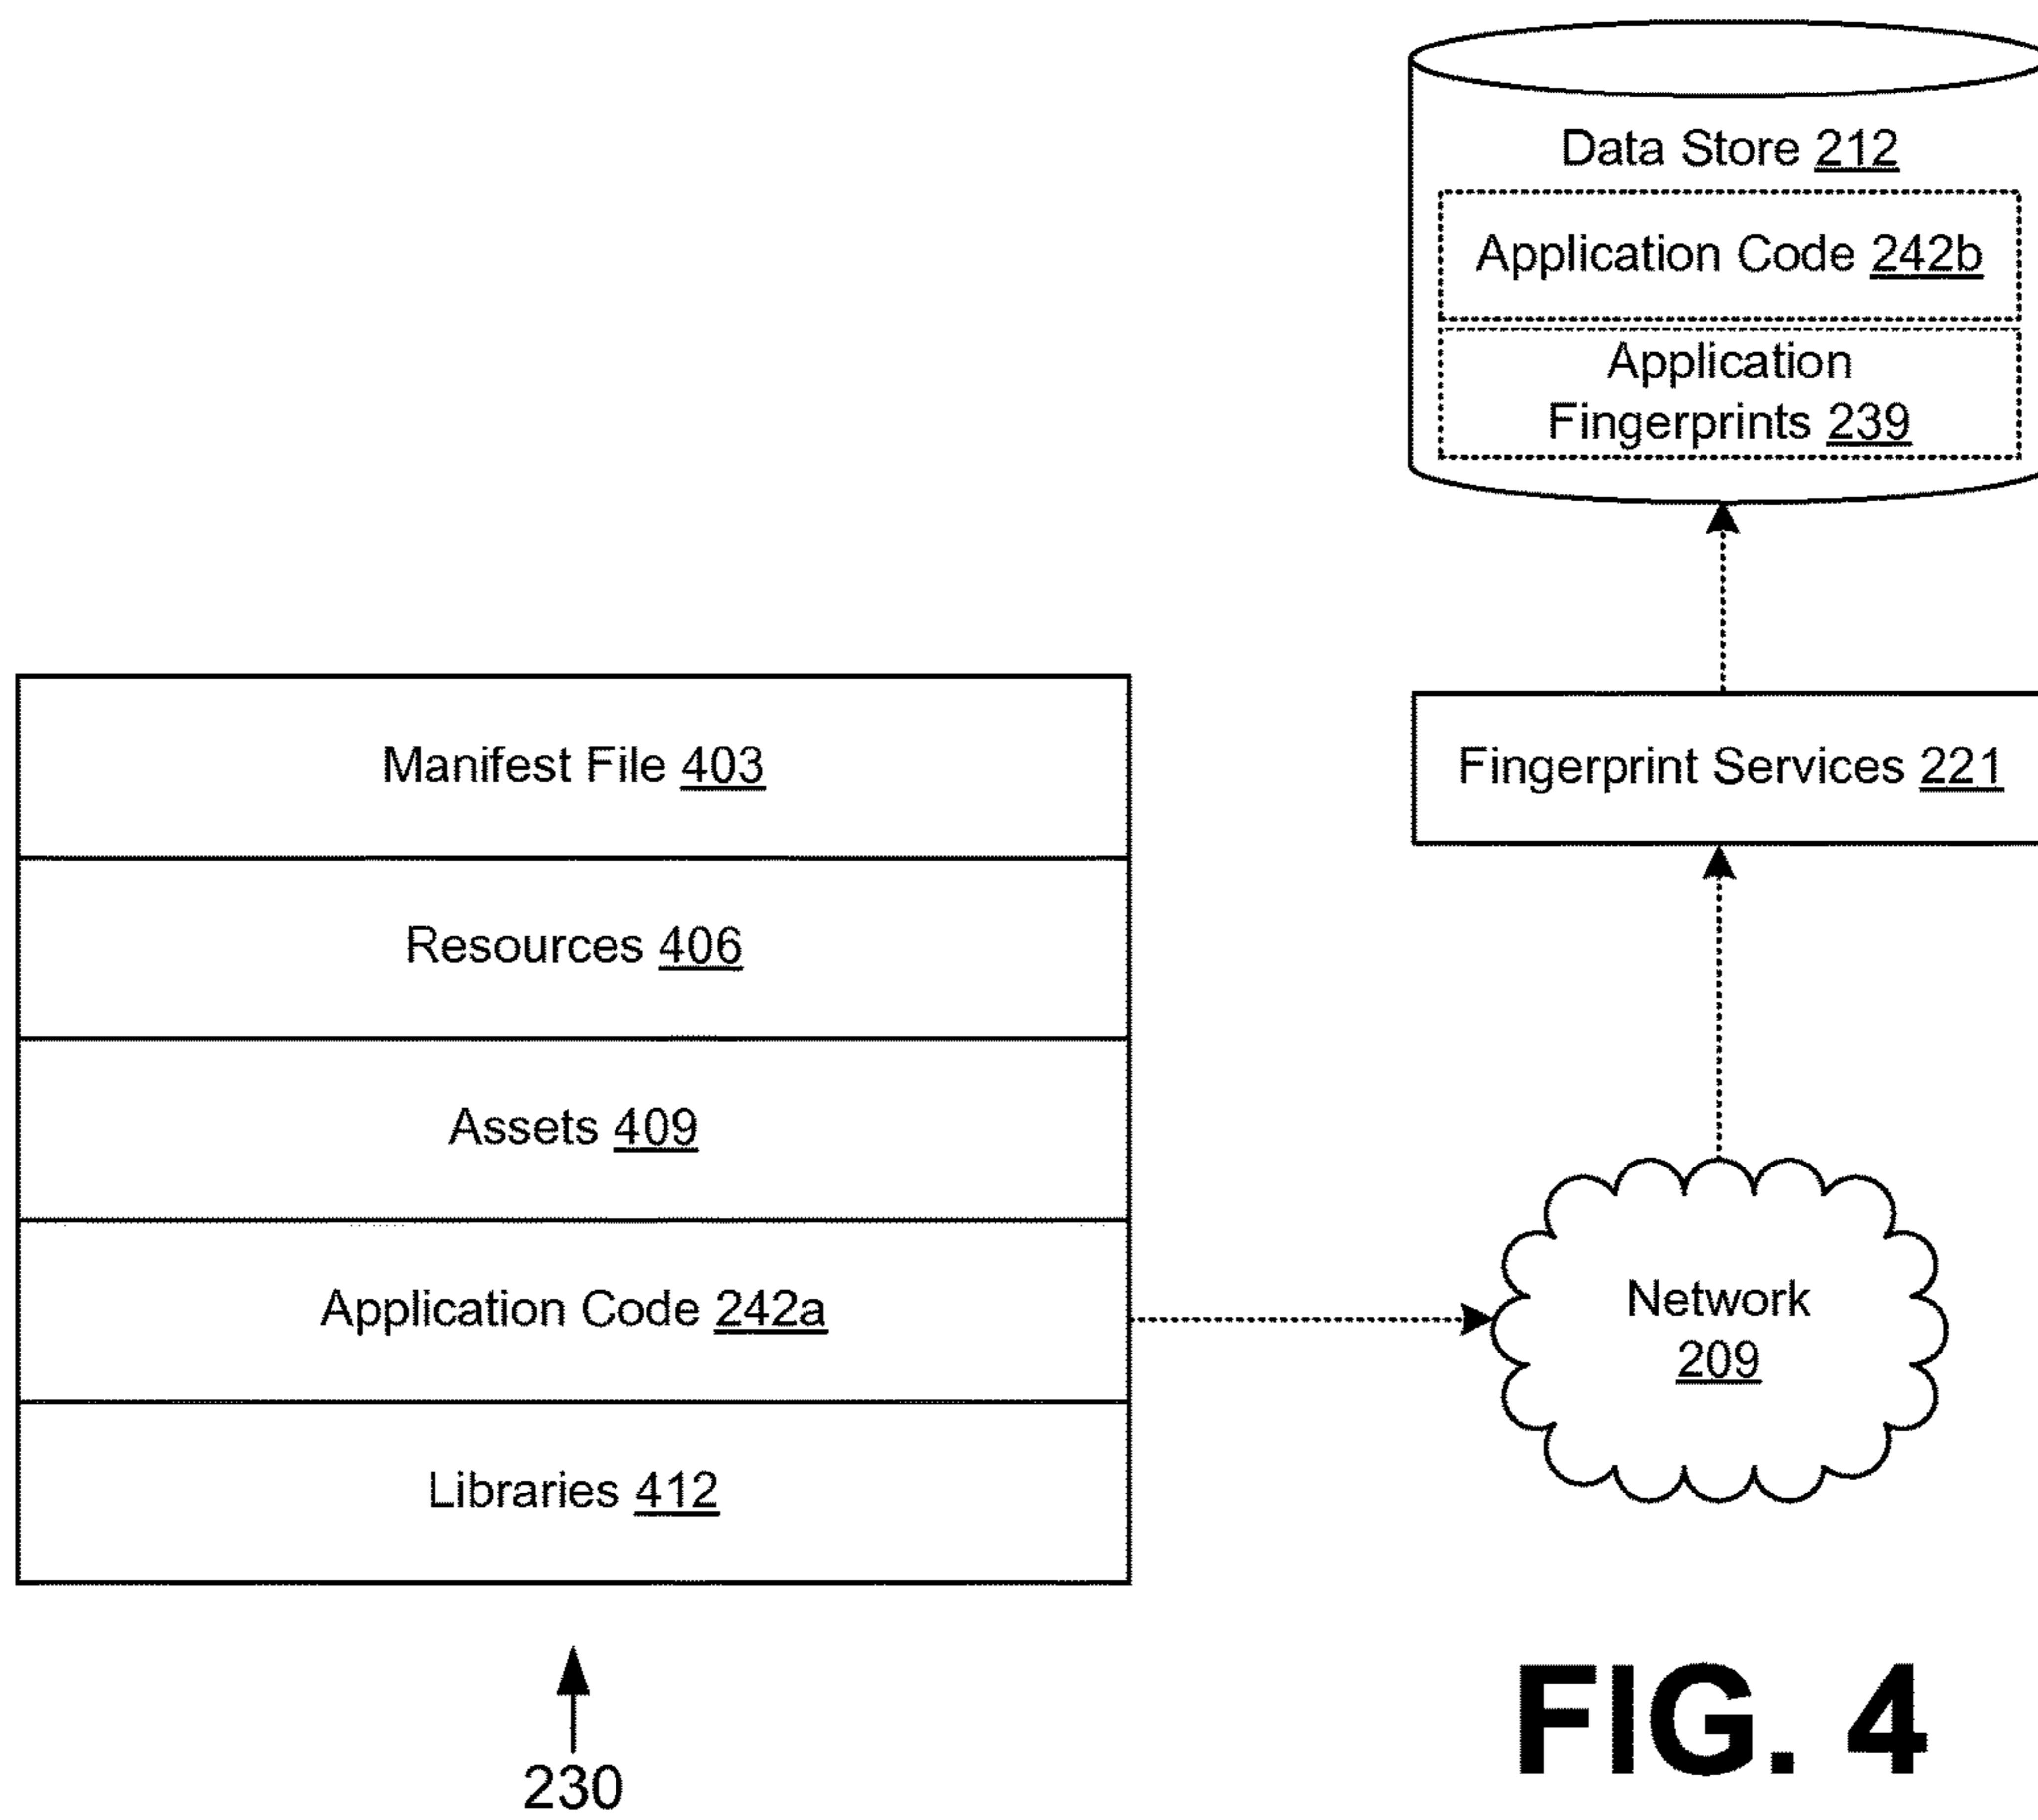 Data Store 212
Application Code 242b
Application
Fingerprints 239
Fingerprint Services 221
Manifest File 403
Resources 406
Assets 409
Application Code 242a
Libraries 412
Network
209
230
FIG. 4